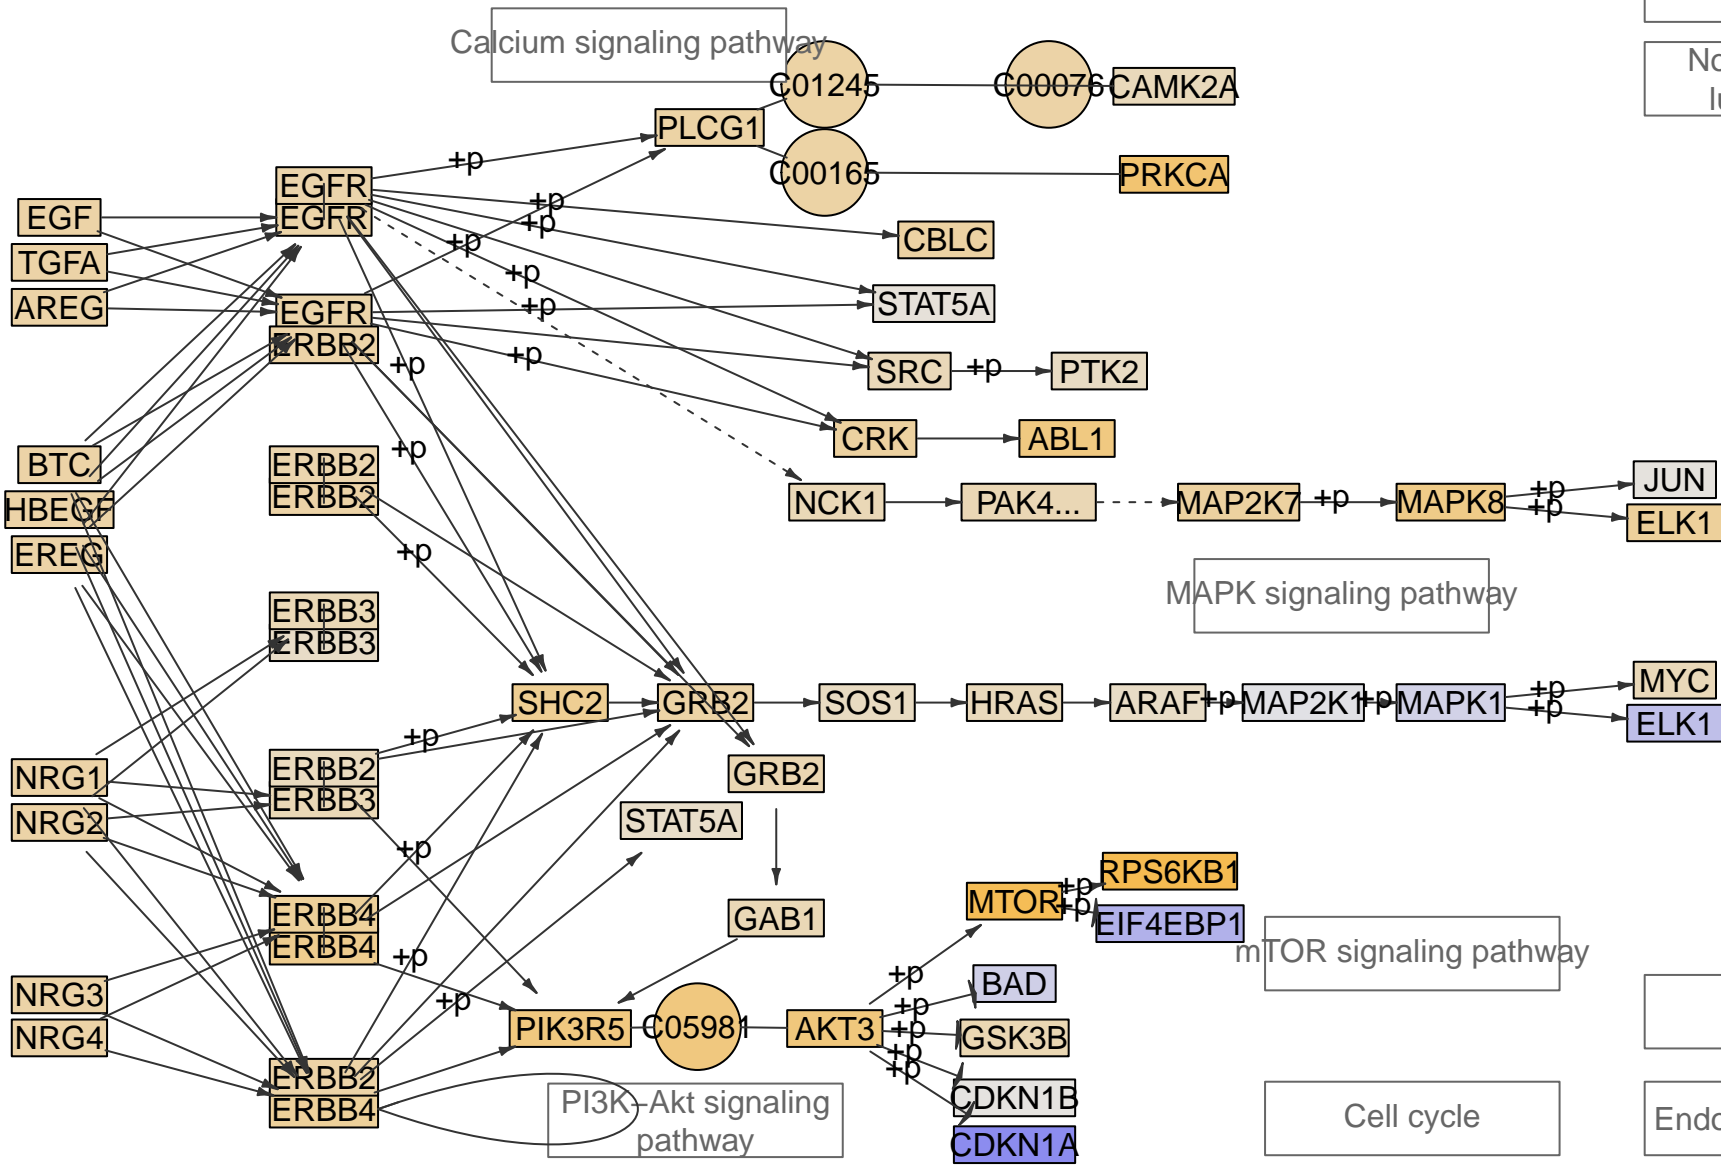 Calcium signaling pathway
No
lu
C01245
C00076
CAMK2A
PLCG1
C00165
PRKCA
+p
EGFR
EGFR
EGF
+p
+p
CBLC
TGFA
+p
+p
AREG
EGFR
+p
STAT5A
ERBB2
+p
+p
SRC
+p
PTK2
CRK
ABL1
+p
BTC
ERBB2
ERBB2
HBEGF
NCK1
PAK4...
MAP2K7
+p
MAPK8
+p
+p
JUN
ELK1
EREG
+p
MAPK signaling pathway
ERBB3
ERBB3
SHC2
GRB2
SOS1
HRAS
ARAF
+p
MAP2K1
+p
MAPK1
+p
+p
MYC
ELK1
+p
NRG1
ERBB2
ERBB3
GRB2
NRG2
STAT5A
+p
MTOR
+p
+p
RPS6KB1
EIF4EBP1
ERBB4
ERBB4
GAB1
mTOR signaling pathway
+p
+p
BAD
NRG3
+p
+p
PIK3R5
C05981
AKT3
+p
GSK3B
NRG4
+p
+p
ERBB2
ERBB4
PI3K−Akt signaling
pathway
CDKN1B
CDKN1A
Cell cycle
Endo